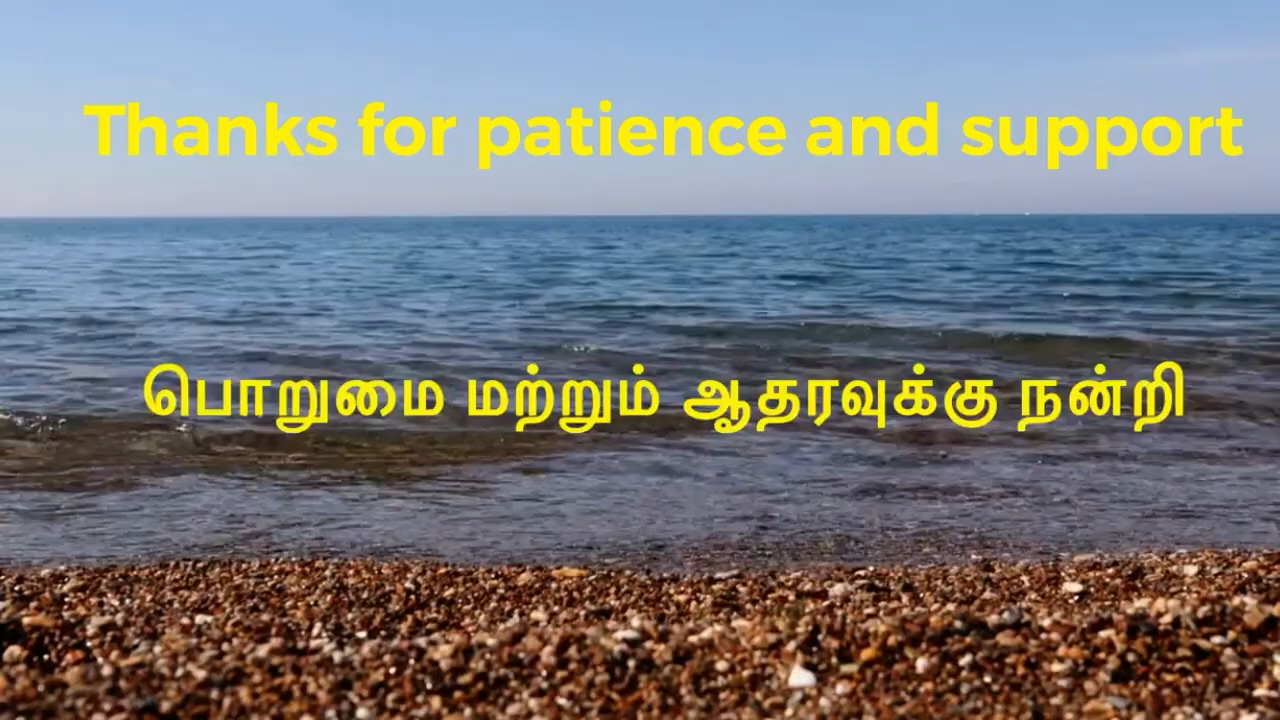 Thanks for patience and support
பொறுமை மற்றும் ஆதரவுக்கு நன்றி